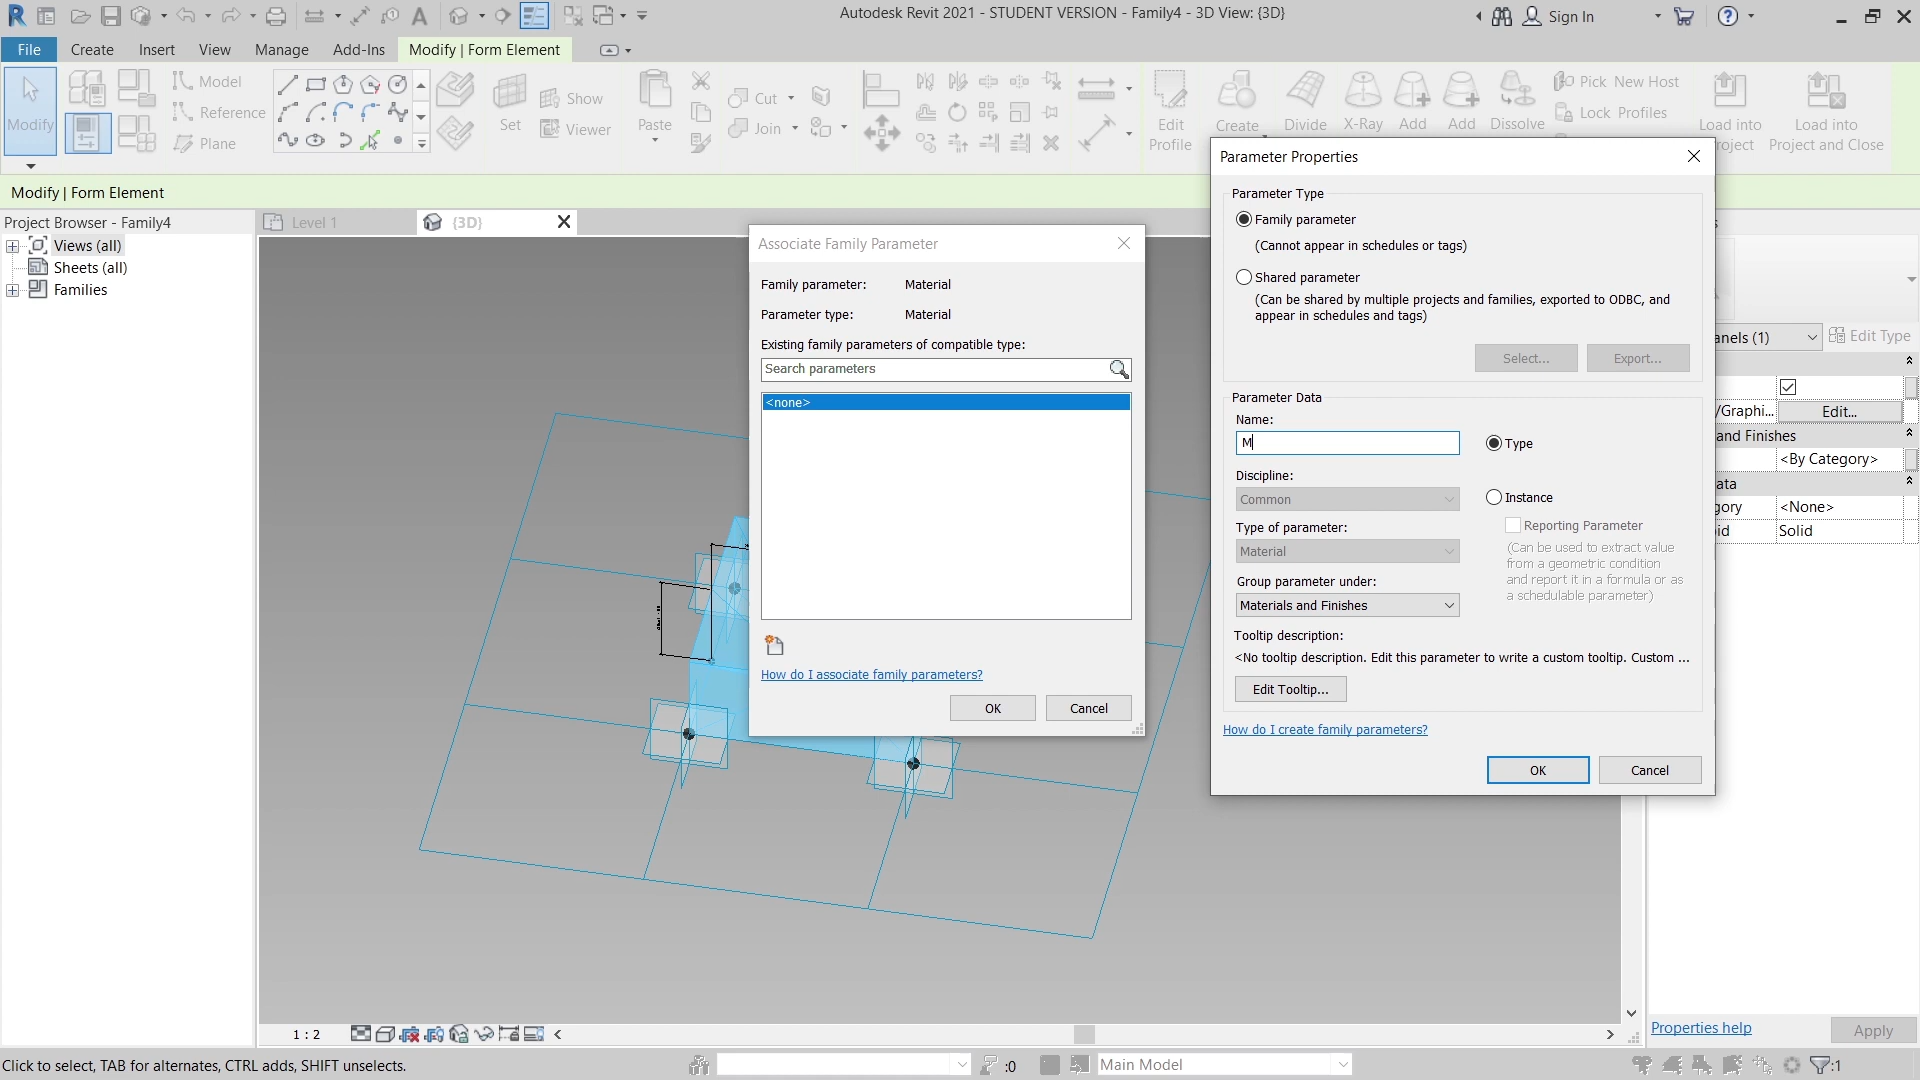 Autodesk Revit 2021 - STUDENT VERSION - Family4 - 3D View: {3D}
Sign In
File
Create
Insert
View
Manage
Add-Ins
Modify | Form Element
Modify
Model
Reference
Plane
Set
Show
Viewer
Paste
Cut
Join
Edit
Profile
Create
Divide
X-Ray
Add
Add
Dissolve
Pick New Host
Lock Profiles
Load into
roject
Load into
Project and Close
Modify | Form Element
Project Browser - Family4
Views (all)
Sheets (all)
Families
Level 1
{3D}
Associate Family Parameter
Family parameter: Material
Parameter type: Material
Existing family parameters of compatible type:
Search parameters
<none>
How do I associate family parameters?
OK
Cancel
Parameter Properties
Parameter Type
Family parameter
(Cannot appear in schedules or tags)
Shared parameter
(Can be shared by multiple projects and families, exported to ODBC, and
appear in schedules and tags)
Select...
Export...
Parameter Data
Name:
M
Type
Discipline:
Common
Instance
Type of parameter:
Reporting Parameter
Material
(Can be used to extract value
from a geometric condition
and report it in a formula or as
a schedulable parameter)
Group parameter under:
Materials and Finishes
Tooltip description:
<No tooltip description. Edit this parameter to write a custom tooltip. Custom ...
Edit Tooltip...
How do I create family parameters?
OK
Cancel
s
anels (1)
Edit Type
/Graphi...
Edit...
and Finishes
<By Category>
ata
gory
<None>
id
Solid
1 : 2
Properties help
Apply
Click to select, TAB for alternates, CTRL adds, SHIFT unselects.
:0
Main Model
:1